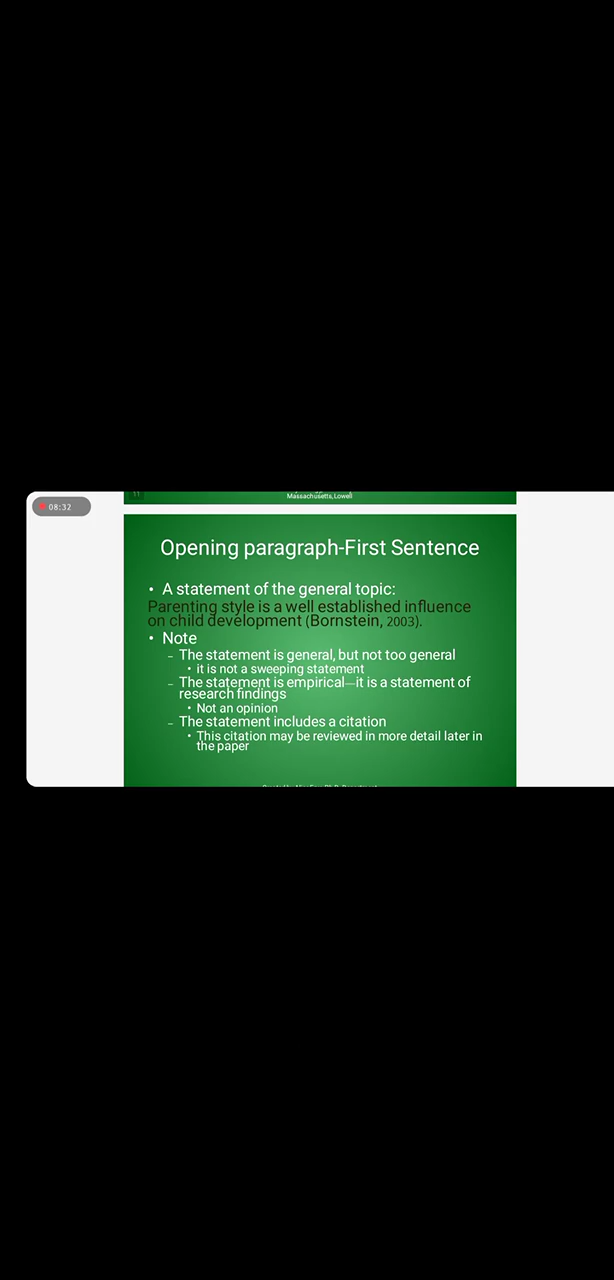 Massachusetts, Lowell
08:32
Opening paragraph-First Sentence
• A statement of the general topic:
Parenting style is a well established influence
on child development (Bornstein, 2003).
• Note
– The statement is general, but not too general
• it is not a sweeping statement
– The statement is empirical—it is a statement of
research findings
• Not an opinion
– The statement includes a citation
• This citation may be reviewed in more detail later in
the paper